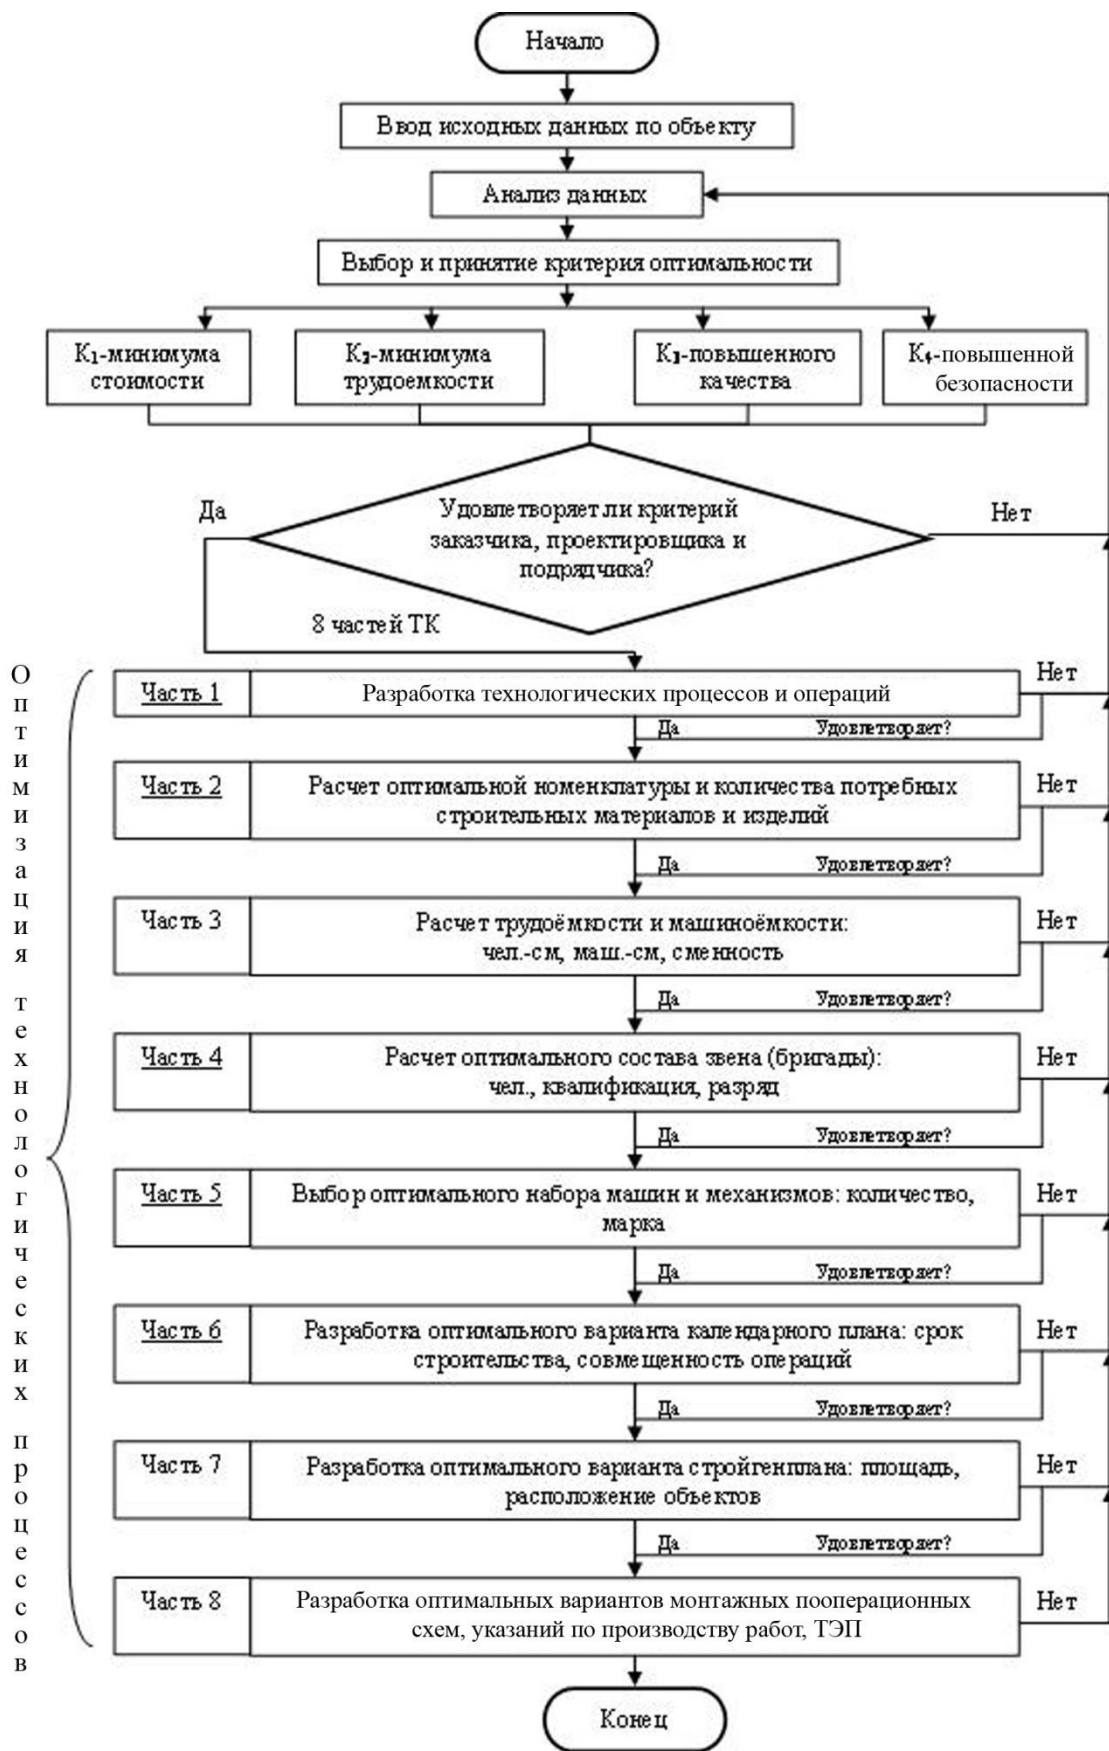 Начало
Ввод исходных данных по объекту
Анализ данных
Выбор и принятие критерия оптимальности
К₁-минимума
стоимости
К₂-минимума
трудоемкости
К₃-повышенного
качества
К₄-повышенной
безопасности
Да
Удовлетворяет ли критерий
заказчика, проектировщика и
подрядчика?
Нет
8 частей ТК
Оптимизация технологических процессов
Часть 1
Разработка технологических процессов и операций
Нет
Да
Удовлетворяет?
Часть 2
Расчет оптимальной номенклатуры и количества потребных
строительных материалов и изделий
Нет
Да
Удовлетворяет?
Часть 3
Расчет трудоёмкости и машиноёмкости:
чел.-см, маш.-см, сменность
Нет
Да
Удовлетворяет?
Часть 4
Расчет оптимального состава звена (бригады):
чел., квалификация, разряд
Нет
Да
Удовлетворяет?
Часть 5
Выбор оптимального набора машин и механизмов: количество,
марка
Нет
Да
Удовлетворяет?
Часть 6
Разработка оптимального варианта календарного плана: срок
строительства, совмещенность операций
Нет
Да
Удовлетворяет?
Часть 7
Разработка оптимального варианта стройгенплана: площадь,
расположение объектов
Нет
Да
Удовлетворяет?
Часть 8
Разработка оптимальных вариантов монтажных пооперационных
схем, указаний по производству работ, ТЭП
Нет
Конец